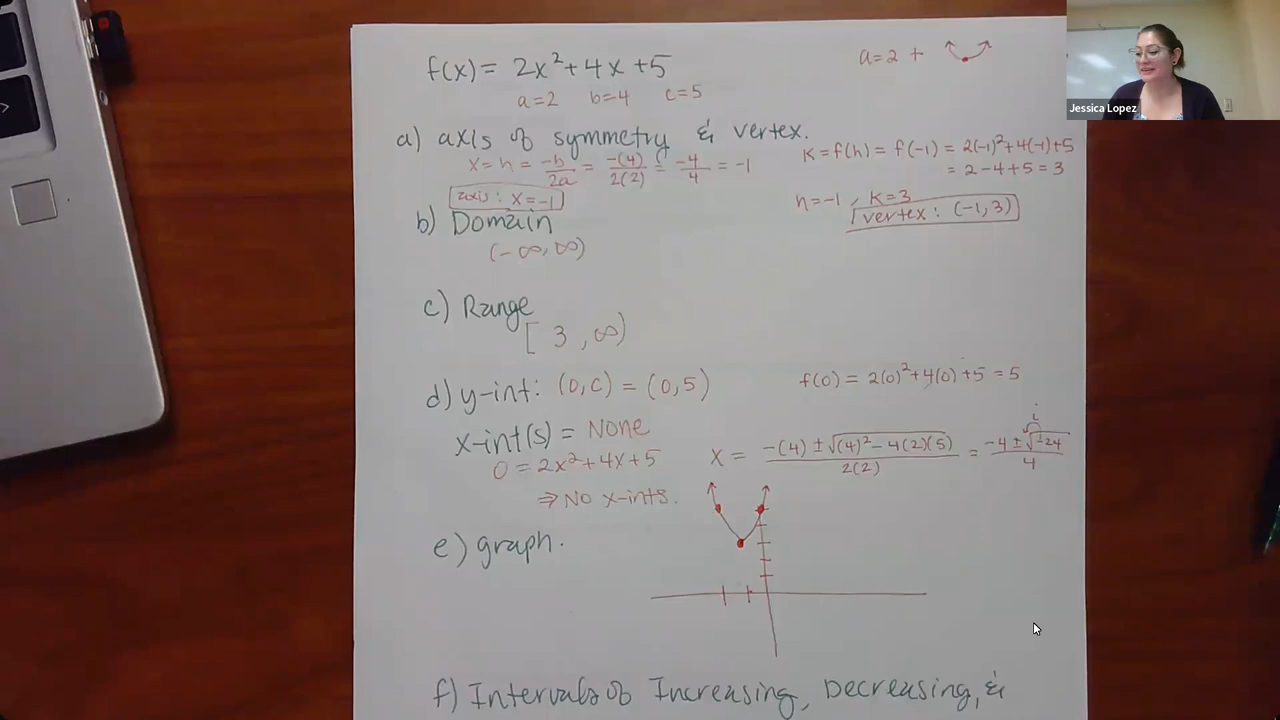 f(x) = 2x²+4x+5
a=2 b=4 c=5
a=2 +
Jessica Lopez
a) axis of symmetry & vertex.
x = h = -b/2a = -(4)/2(2) = -4/4 = -1
axis: x=-1
K = f(h) = f(-1) = 2(-1)²+4(-1)+5
= 2-4+5 = 3
h=-1, K=3
vertex: (-1,3)
b) Domain
(-∞,∞)
c) Range
[3,∞)
d) y-int: (0,c) = (0,5)
f(0) = 2(0)²+4(0)+5 = 5
x-int(s) = None
0 = 2x²+4x+5
⇒ No x-ints.
x = -(4) ± √(4)²-4(2)(5) / 2(2) = -4 ± √-24 / 4
i
e) graph.
f) Intervals of Increasing, Decreasing, &